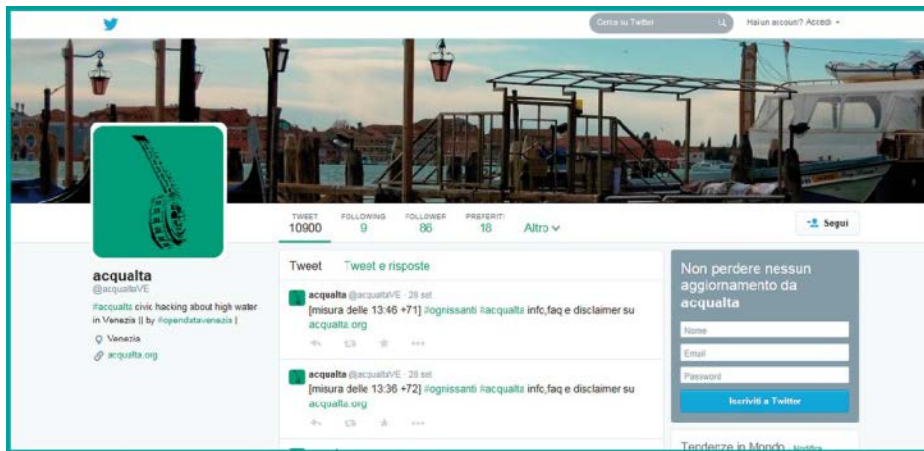 Cerca su Twitter
Hai un account? Accedi
TWEET FOLLOWING FOLLOWER PREFERITI
10900 9 86 18 Altro
Segui
acqualta
@acqualtaVE
#acqualta civic hacking about high water
in Venezia || by #opendatavenezia |
Venezia
acqualta.org
Tweet Tweet e risposte
acqualta @acqualtaVE · 28 set
[misura delle 13:46 +71] #ognissanti #acqualta info,faq e disclaimer su
acqualta.org
acqualta @acqualtaVE · 28 set
[misura delle 13:36 +72] #ognissanti #acqualta info,faq e disclaimer su
acqualta.org
Non perdere nessun
aggiornamento da
acqualta
Nome
Email
Password
Iscriviti a Twitter
Tendenze in Mondo · Modifica